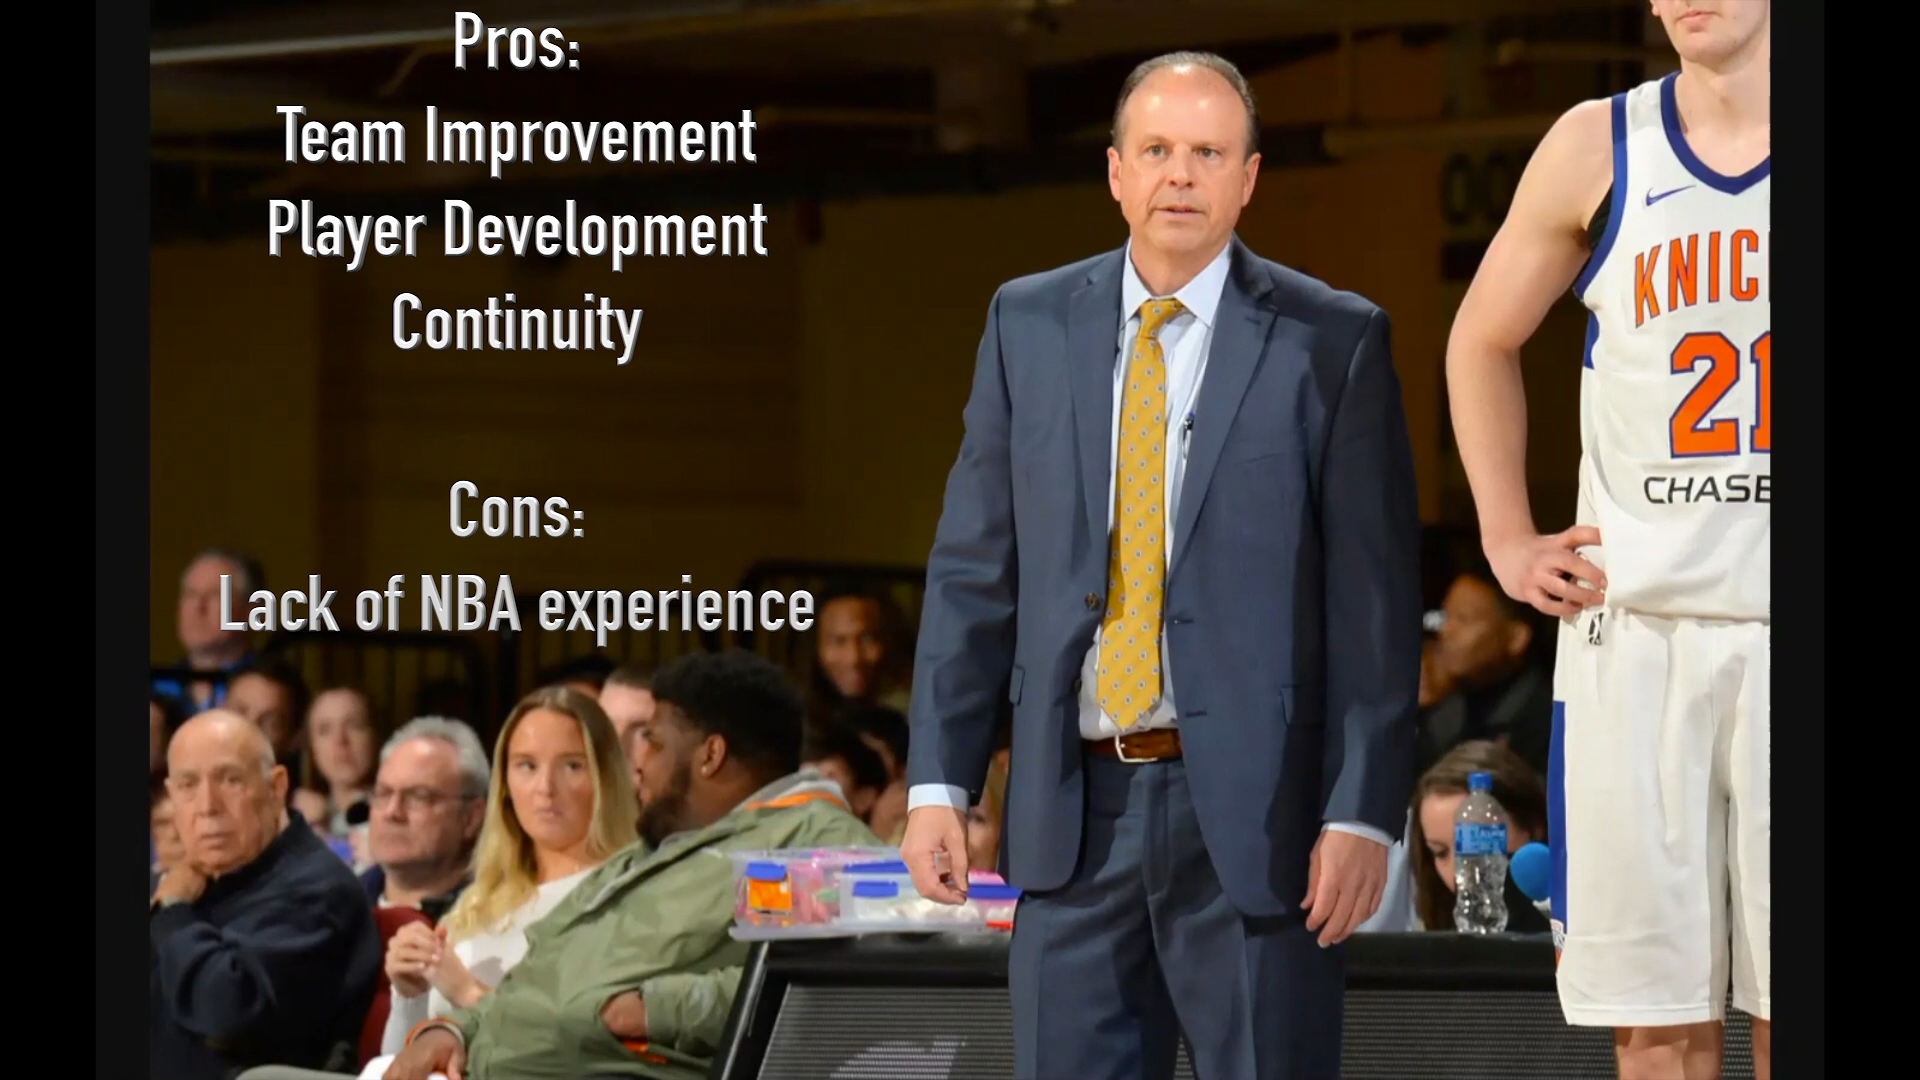 Pros:
Team Improvement
Player Development
Continuity
Cons:
Lack of NBA experience
KNIC
21
CHASE